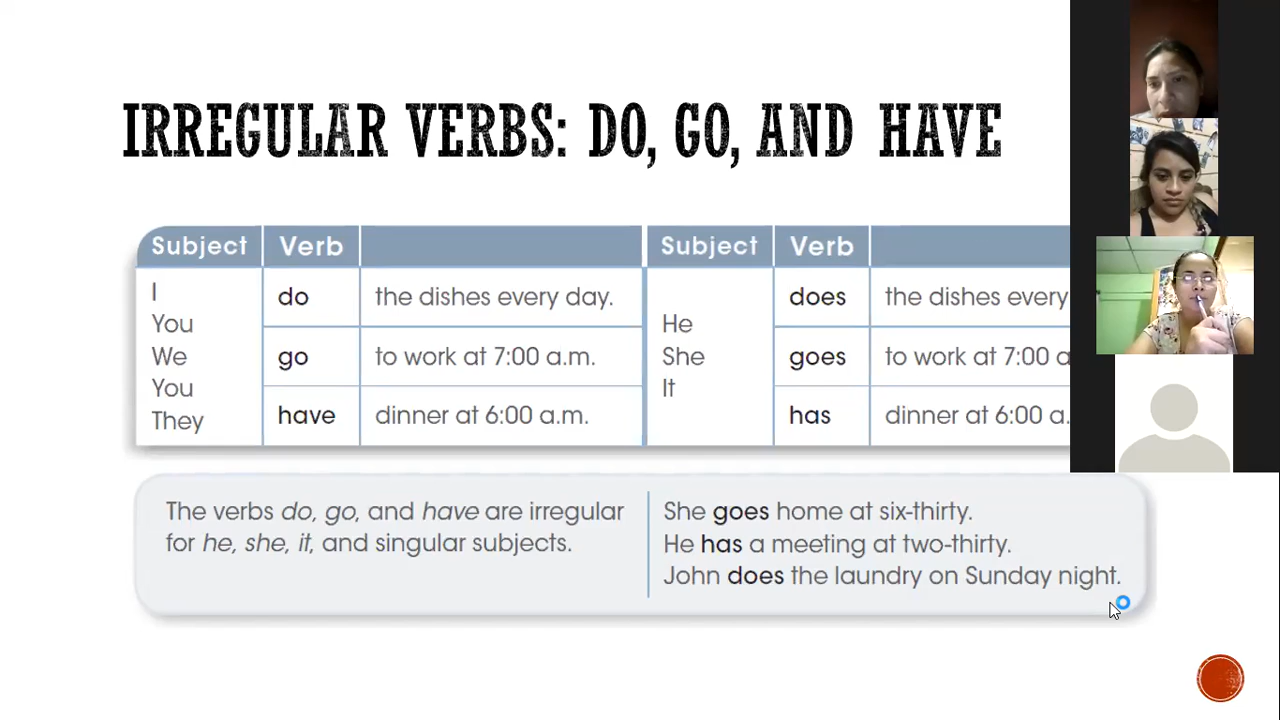 IRREGULAR VERBS: DO, GO, AND HAVE
Subject Verb Subject Verb
I
You
We
You
They
do the dishes every day.
go to work at 7:00 a.m.
have dinner at 6:00 a.m.
He
She
It
does the dishes every
goes to work at 7:00 a
has dinner at 6:00 a.
The verbs do, go, and have are irregular
for he, she, it, and singular subjects.
She goes home at six-thirty.
He has a meeting at two-thirty.
John does the laundry on Sunday night.